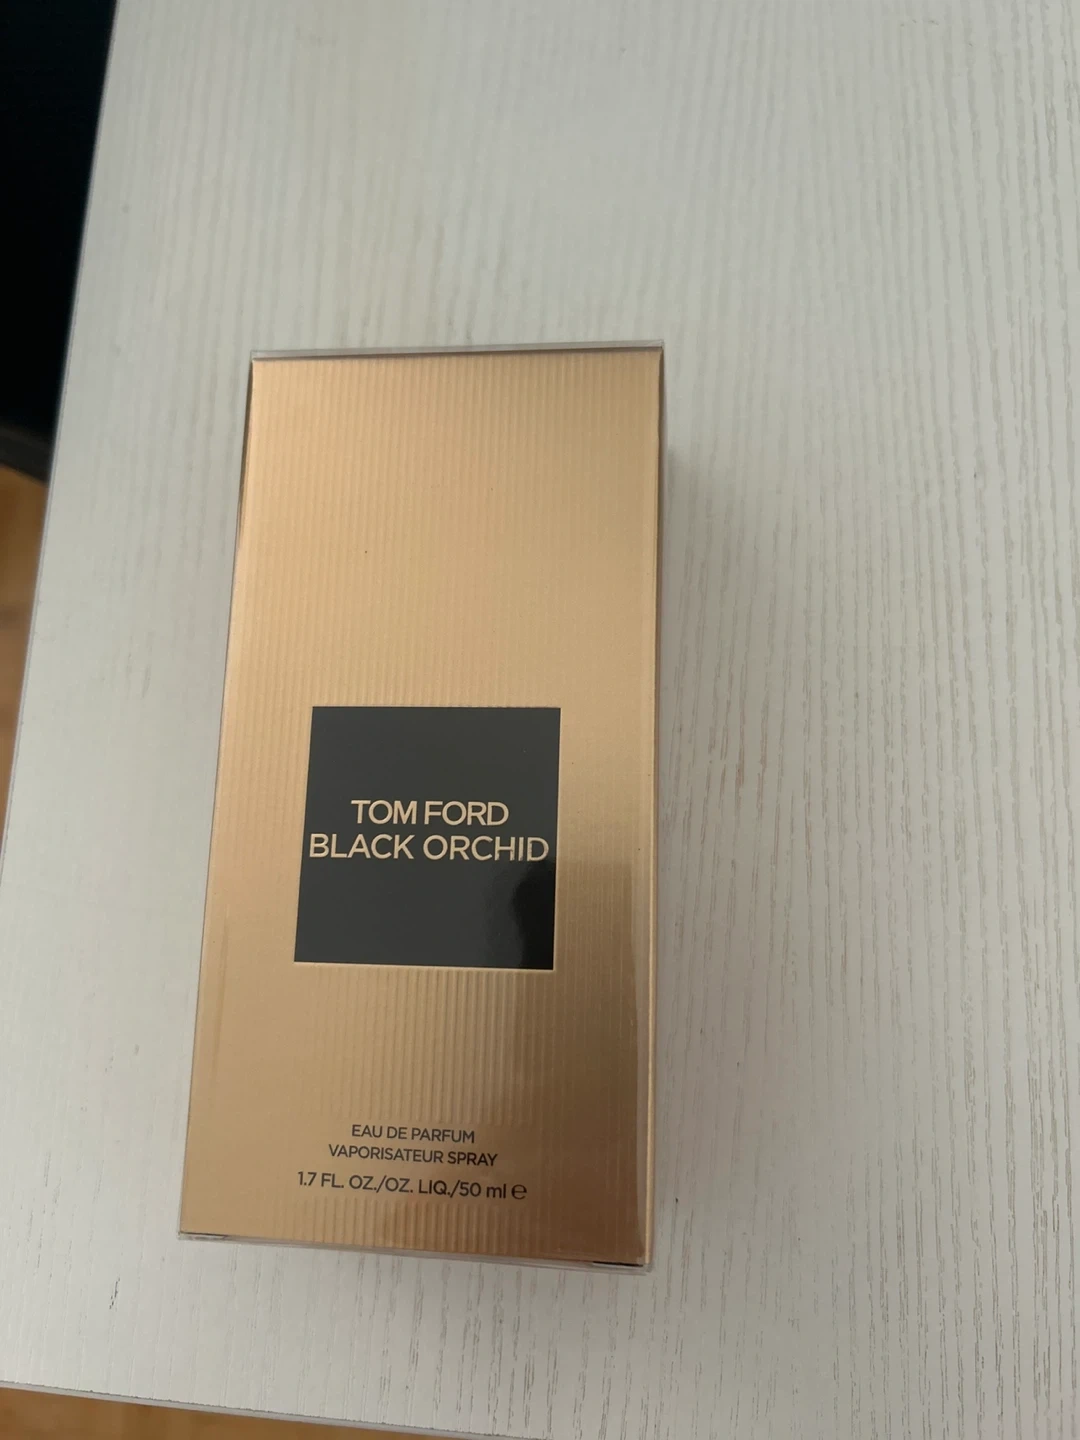 TOM FORD
BLACK ORCHID
EAU DE PARFUM
VAPORISATEUR SPRAY
1.7 FL. OZ./OZ. LIQ./50 ml ℮